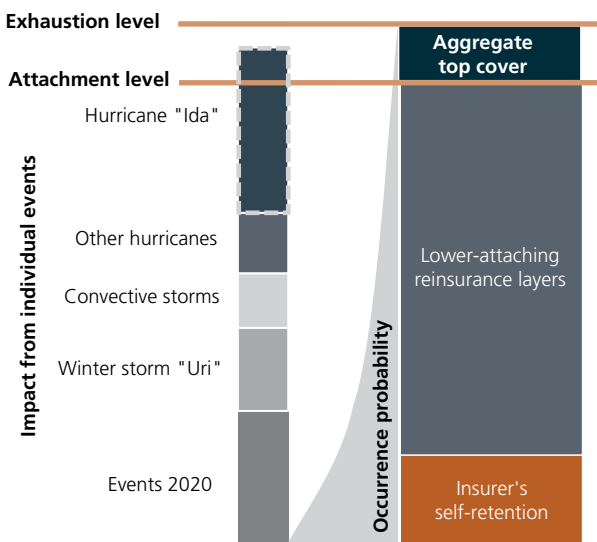 Exhaustion level
Attachment level
Aggregate
top cover
Hurricane "Ida"
Other hurricanes
Convective storms
Winter storm "Uri"
Events 2020
Impact from individual events
Occurrence probability
Lower-attaching
reinsurance layers
Insurer's
self-retention